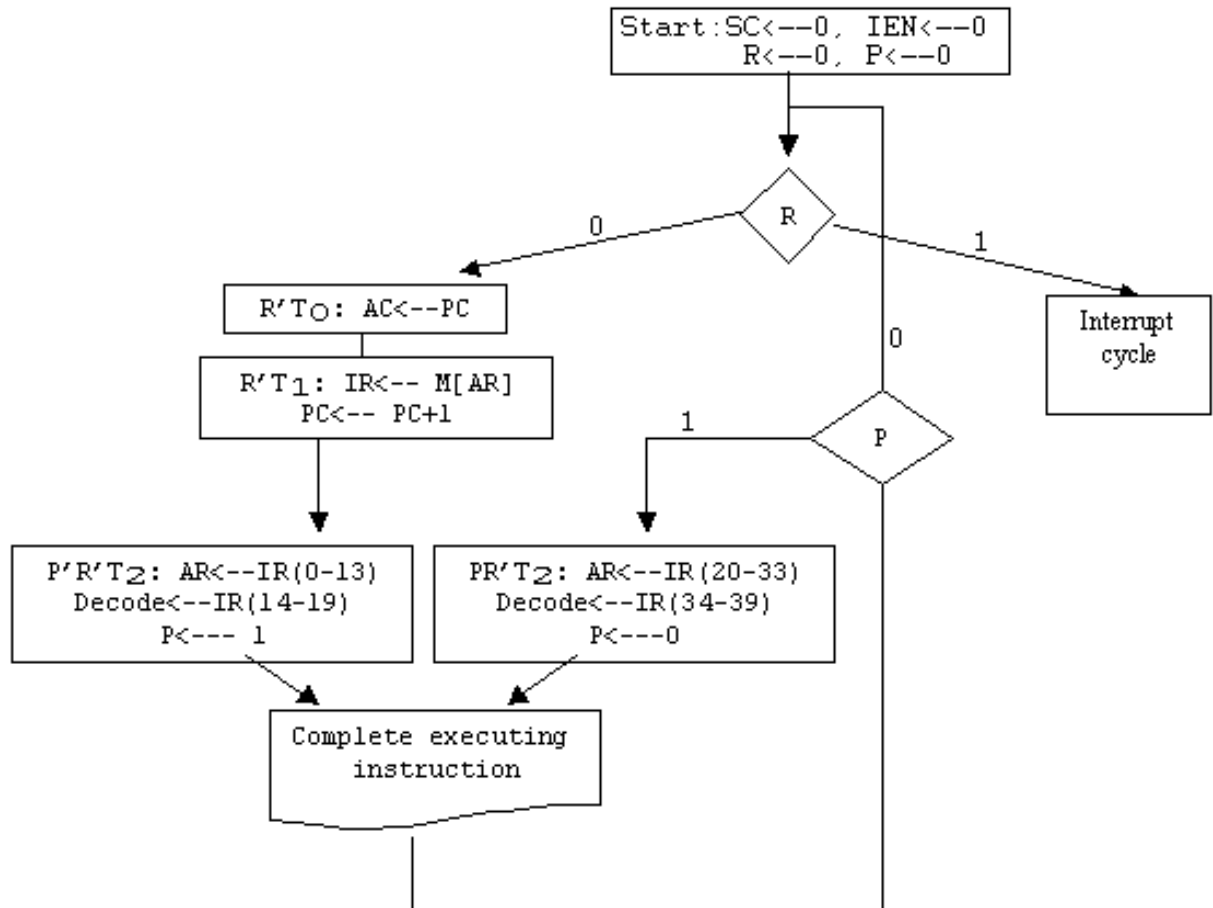 Start:SC<--0, IEN<--0
R<--0, P<--0
R
0
1
R'T0: AC<--PC
Interrupt
cycle
0
R'T1: IR<-- M[AR]
PC<-- PC+1
1
P
P'R'T2: AR<--IR(0-13)
Decode<--IR(14-19)
P<--- 1
PR'T2: AR<--IR(20-33)
Decode<--IR(34-39)
P<---0
Complete executing
instruction